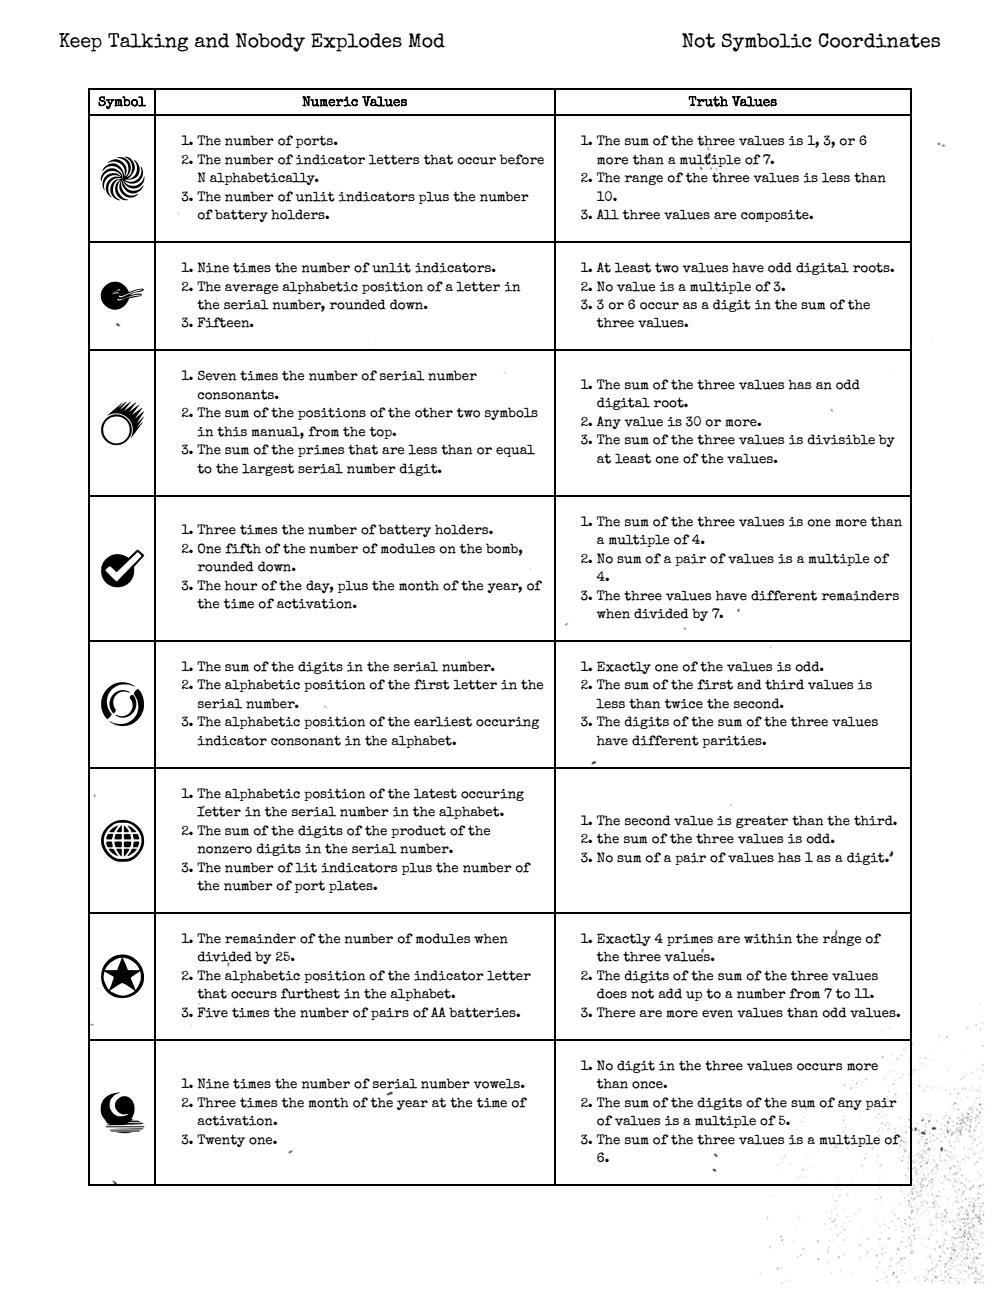 Keep Talking and Nobody Explodes Mod
Not Symbolic Coordinates
Symbol
Numeric Values
Truth Values
1. The number of ports.
2. The number of indicator letters that occur before
N alphabetically.
3. The number of unlit indicators plus the number
of battery holders.
1. The sum of the three values is 1, 3, or 6
more than a multiple of 7.
2. The range of the three values is less than
10.
3. All three values are composite.
1. Nine times the number of unlit indicators.
2. The average alphabetic position of a letter in
the serial number, rounded down.
3. Fifteen.
1. At least two values have odd digital roots.
2. No value is a multiple of 3.
3. 3 or 6 occur as a digit in the sum of the
three values.
1. Seven times the number of serial number
consonants.
2. The sum of the positions of the other two symbols
in this manual, from the top.
3. The sum of the primes that are less than or equal
to the largest serial number digit.
1. The sum of the three values has an odd
digital root.
2. Any value is 30 or more.
3. The sum of the three values is divisible by
at least one of the values.
1. Three times the number of battery holders.
2. One fifth of the number of modules on the bomb,
rounded down.
3. The hour of the day, plus the month of the year, of
the time of activation.
1. The sum of the three values is one more than
a multiple of 4.
2. No sum of a pair of values is a multiple of
4.
3. The three values have different remainders
when divided by 7.
1. The sum of the digits in the serial number.
2. The alphabetic position of the first letter in the
serial number.
3. The alphabetic position of the earliest occuring
indicator consonant in the alphabet.
1. Exactly one of the values is odd.
2. The sum of the first and third values is
less than twice the second.
3. The digits of the sum of the three values
have different parities.
1. The alphabetic position of the latest occuring
letter in the serial number in the alphabet.
2. The sum of the digits of the product of the
nonzero digits in the serial number.
3. The number of lit indicators plus the number of
the number of port plates.
1. The second value is greater than the third.
2. the sum of the three values is odd.
3. No sum of a pair of values has 1 as a digit.
1. The remainder of the number of modules when
divided by 25.
2. The alphabetic position of the indicator letter
that occurs furthest in the alphabet.
3. Five times the number of pairs of AA batteries.
1. Exactly 4 primes are within the range of
the three values.
2. The digits of the sum of the three values
does not add up to a number from 7 to 11.
3. There are more even values than odd values.
1. Nine times the number of serial number vowels.
2. Three times the month of the year at the time of
activation.
3. Twenty one.
1. No digit in the three values occurs more
than once.
2. The sum of the digits of the sum of any pair
of values is a multiple of 5.
3. The sum of the three values is a multiple of
6.